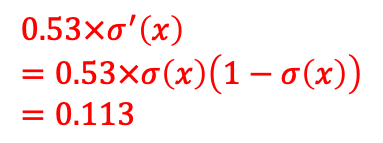 0.53×σ′(x)
= 0.53×σ(x)(1 − σ(x))
= 0.113